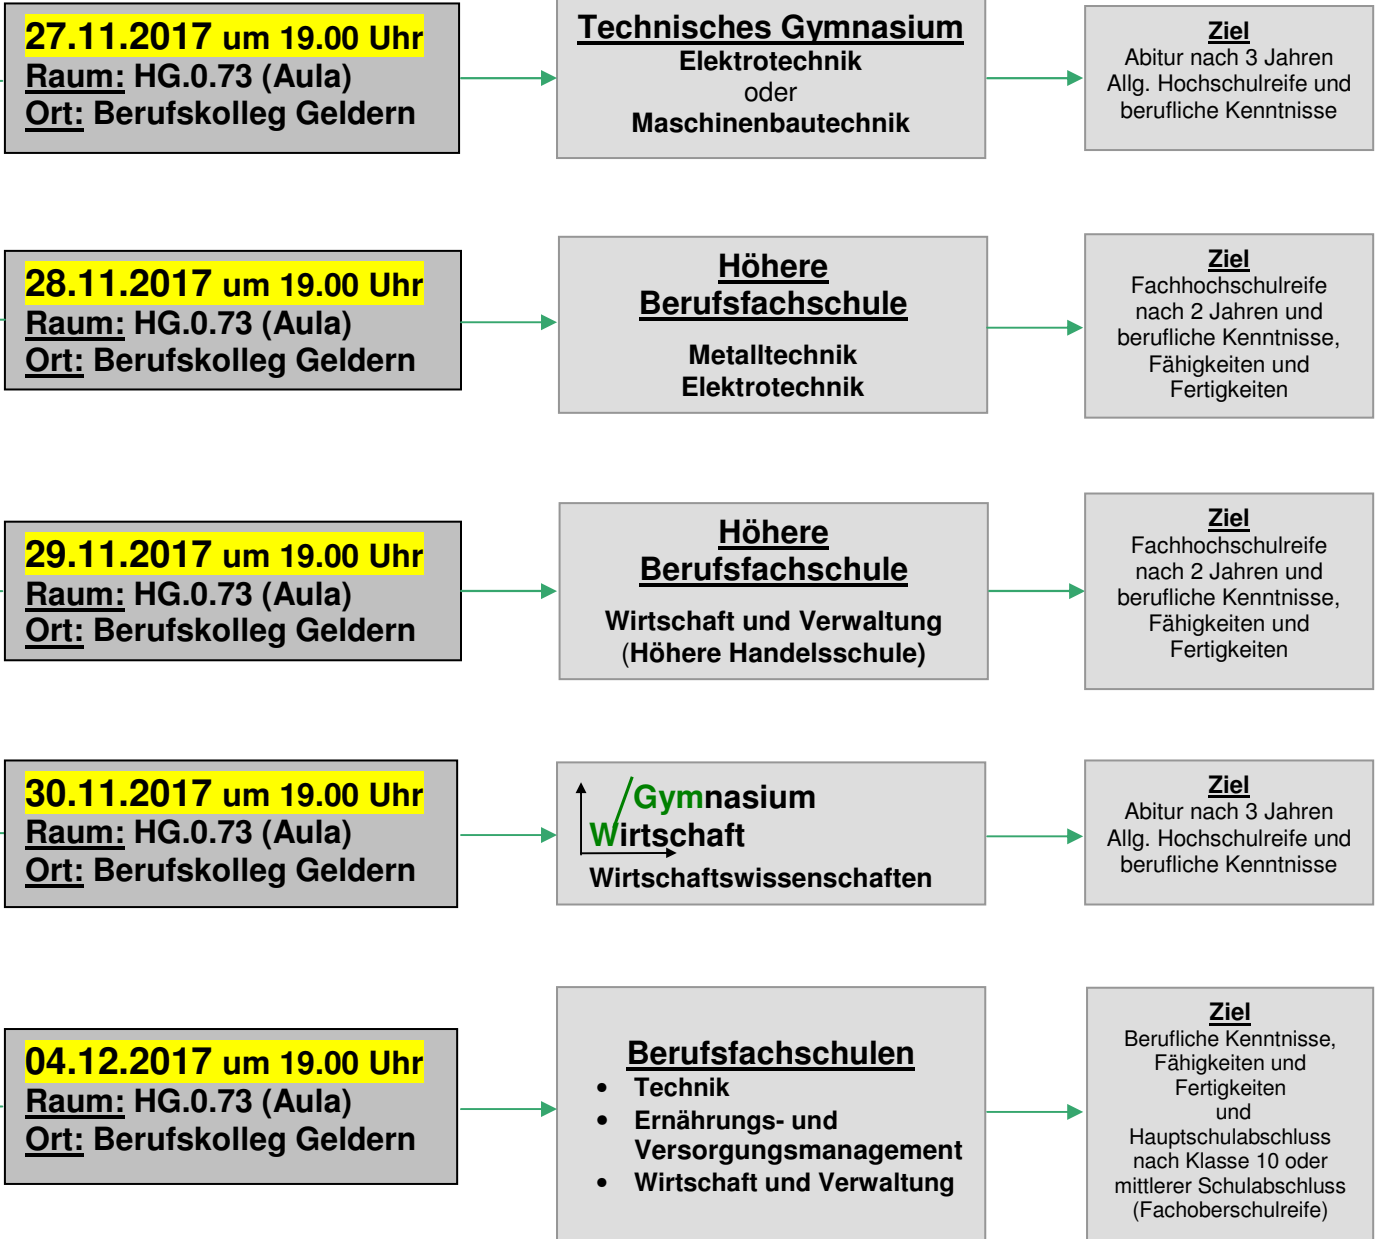 27.11.2017 um 19.00 Uhr
Raum: HG.0.73 (Aula)
Ort: Berufskolleg Geldern
Technisches Gymnasium
Elektrotechnik
oder
Maschinenbautechnik
Ziel
Abitur nach 3 Jahren
Allg. Hochschulreife und
berufliche Kenntnisse
28.11.2017 um 19.00 Uhr
Raum: HG.0.73 (Aula)
Ort: Berufskolleg Geldern
Höhere
Berufsfachschule
Metalltechnik
Elektrotechnik
Ziel
Fachhochschulreife
nach 2 Jahren und
berufliche Kenntnisse,
Fähigkeiten und
Fertigkeiten
29.11.2017 um 19.00 Uhr
Raum: HG.0.73 (Aula)
Ort: Berufskolleg Geldern
Höhere
Berufsfachschule
Wirtschaft und Verwaltung
(Höhere Handelsschule)
Ziel
Fachhochschulreife
nach 2 Jahren und
berufliche Kenntnisse,
Fähigkeiten und
Fertigkeiten
30.11.2017 um 19.00 Uhr
Raum: HG.0.73 (Aula)
Ort: Berufskolleg Geldern
Gymnasium
Wirtschaft
Wirtschaftswissenschaften
Ziel
Abitur nach 3 Jahren
Allg. Hochschulreife und
berufliche Kenntnisse
04.12.2017 um 19.00 Uhr
Raum: HG.0.73 (Aula)
Ort: Berufskolleg Geldern
Berufsfachschulen
• Technik
• Ernährungs- und
Versorgungsmanagement
• Wirtschaft und Verwaltung
Ziel
Berufliche Kenntnisse,
Fähigkeiten und
Fertigkeiten
und
Hauptschulabschluss
nach Klasse 10 oder
mittlerer Schulabschluss
(Fachoberschulreife)